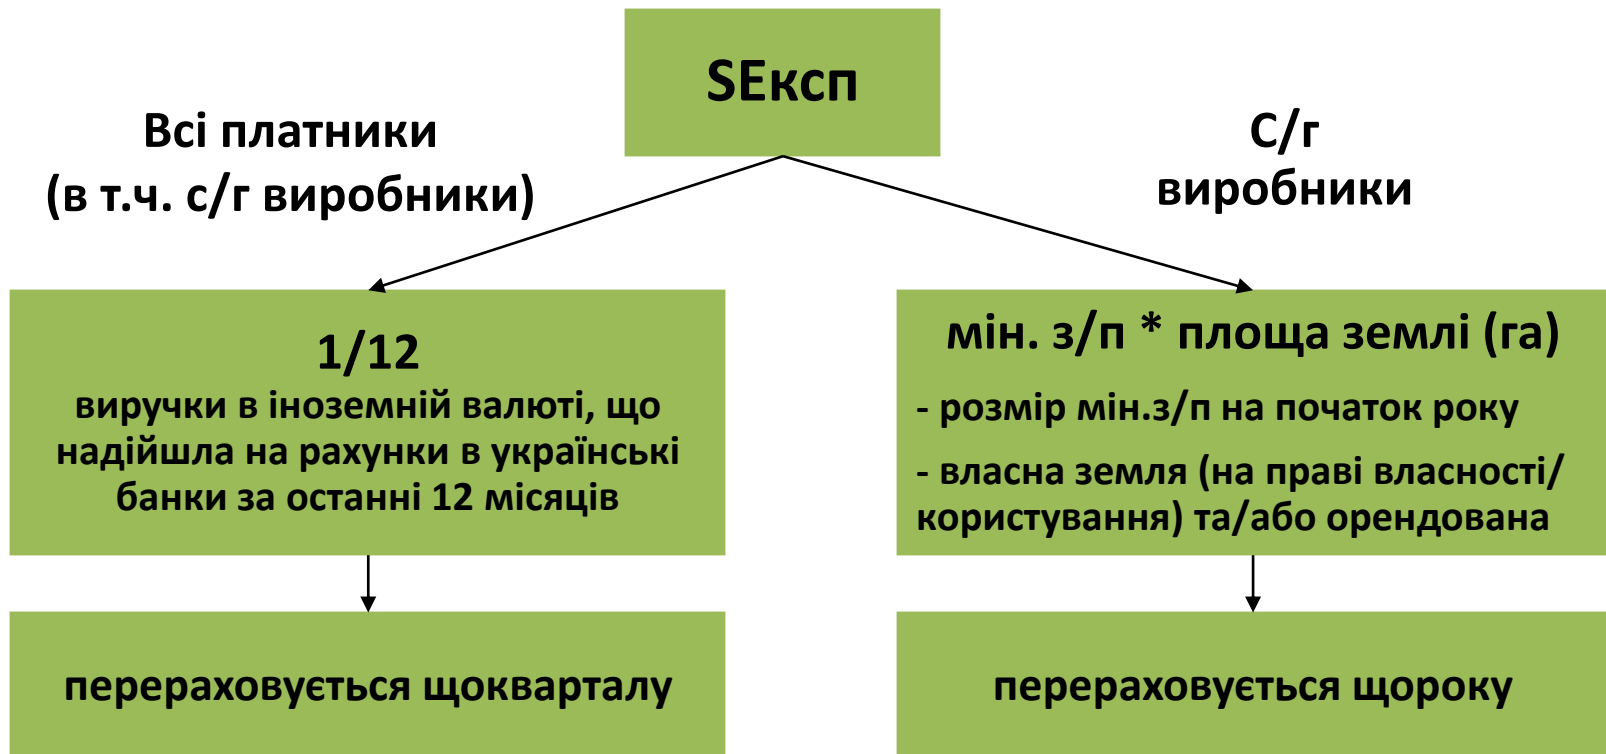 SEксп
Всі платники
(в т.ч. с/г виробники)
С/г
виробники
1/12
виручки в іноземній валюті, що
надійшла на рахунки в українські
банки за останні 12 місяців
мін. з/п * площа землі (га)
- розмір мін.з/п на початок року
- власна земля (на праві власності/
користування) та/або орендована
перераховується щокварталу
перераховується щороку